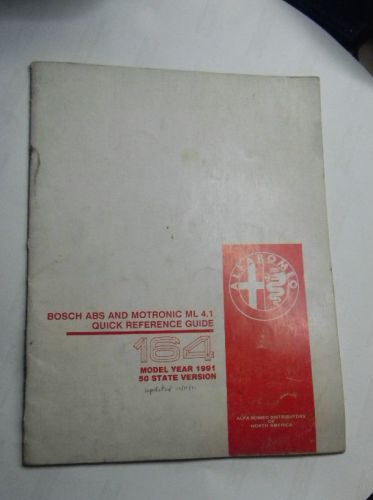 BOSCH ABS AND MOTRONIC ML 4.1
QUICK REFERENCE GUIDE
164
MODEL YEAR 1991
50 STATE VERSION
updated
ALFA ROMEO
ALFA ROMEO DISTRIBUTORS
OF
NORTH AMERICA